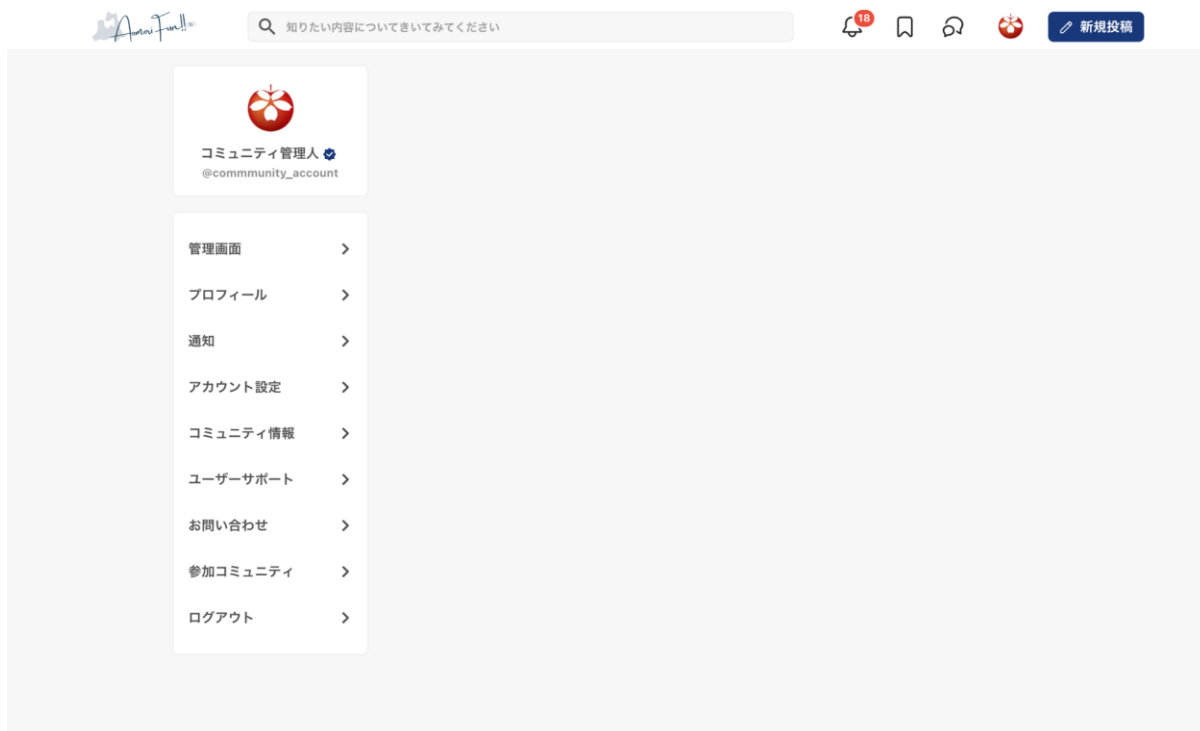 Aomori Fun!!
知りたい内容についてきいてみてください
18
新規投稿
コミュニティ管理人
@commmunity_account
管理画面
プロフィール
通知
アカウント設定
コミュニティ情報
ユーザーサポート
お問い合わせ
参加コミュニティ
ログアウト